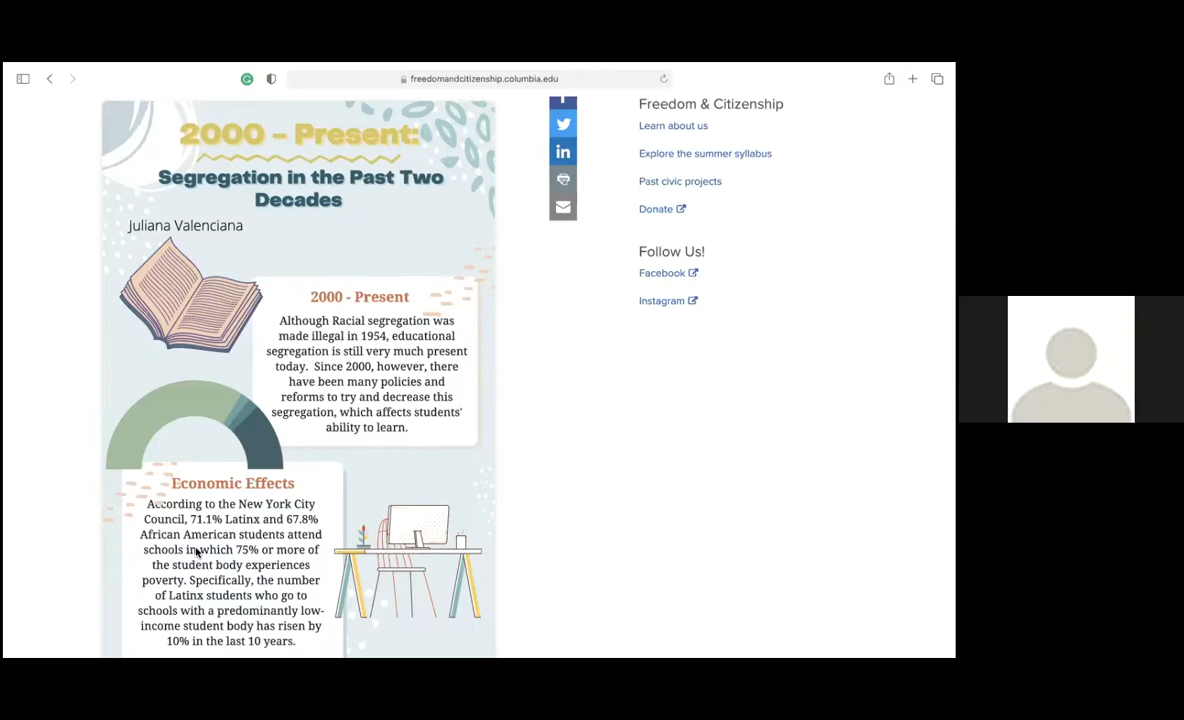 freedomandcitizenship.columbia.edu
2000 – Present:
Segregation in the Past Two
Decades
Juliana Valenciana
2000 - Present
Although Racial segregation was
made illegal in 1954, educational
segregation is still very much present
today. Since 2000, however, there
have been many policies and
reforms to try and decrease this
segregation, which affects students'
ability to learn.
Economic Effects
According to the New York City
Council, 71.1% Latinx and 67.8%
African American students attend
schools in which 75% or more of
the student body experiences
poverty. Specifically, the number
of Latinx students who go to
schools with a predominantly low-
income student body has risen by
10% in the last 10 years.
in
Freedom & Citizenship
Learn about us
Explore the summer syllabus
Past civic projects
Donate
Follow Us!
Facebook
Instagram